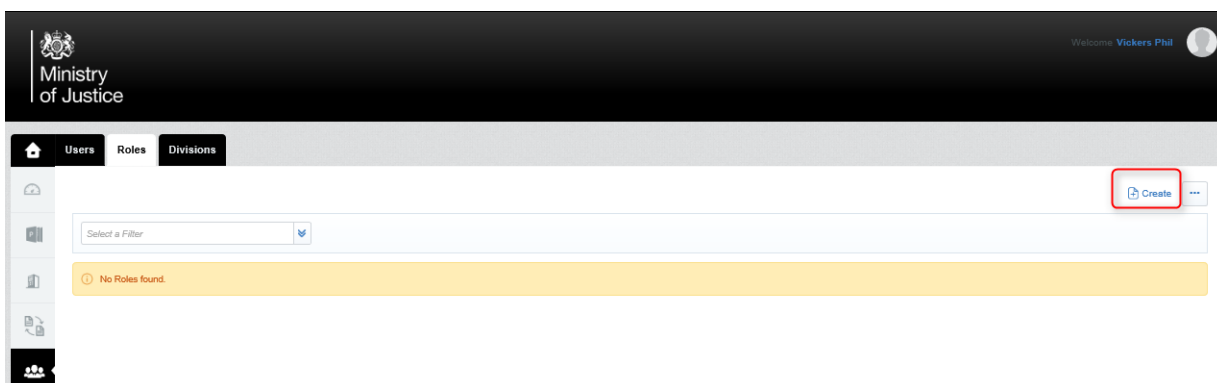 Welcome Vickers Phil
Ministry
of Justice
Users Roles Divisions
Create
Select a Filter
No Roles found.